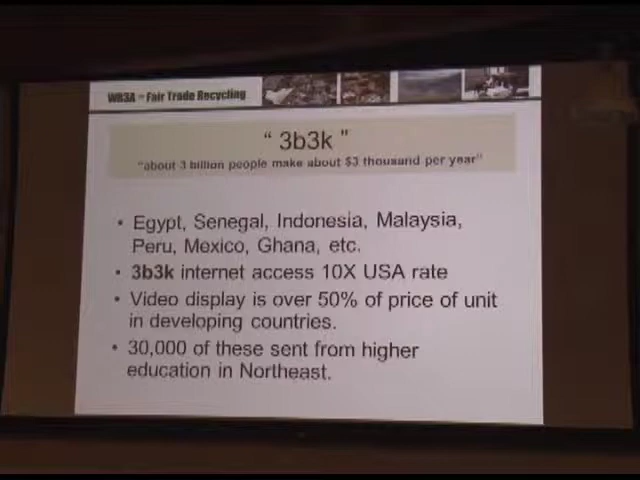 WR3A - Fair Trade Recycling
" 3b3k "
"about 3 billion people make about $3 thousand per year"
• Egypt, Senegal, Indonesia, Malaysia,
Peru, Mexico, Ghana, etc.
• 3b3k internet access 10X USA rate
• Video display is over 50% of price of unit
in developing countries.
• 30,000 of these sent from higher
education in Northeast.